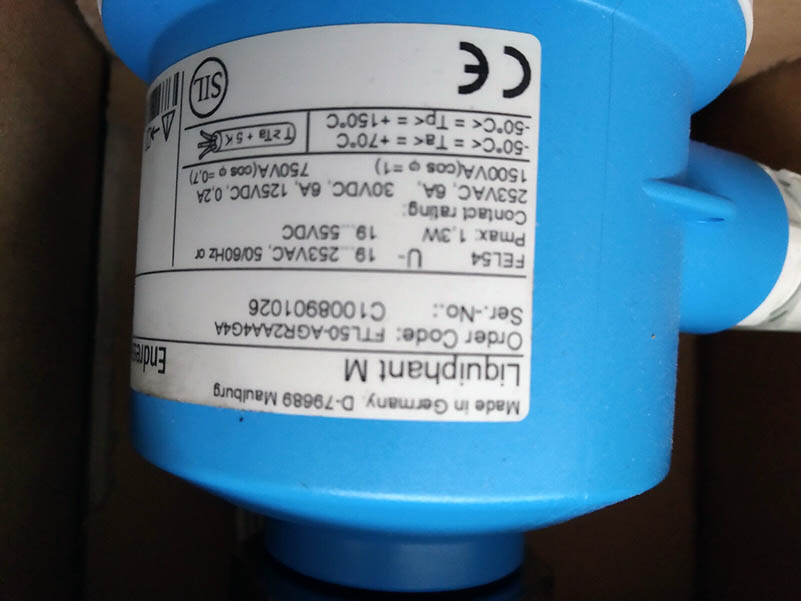 Made in Germany, D-79689 Maulburg
Liquiphant M
Order Code: FTL50-AGR2AA4G4A
Ser.-No.: C1008901026
FEL54 U~ 19...253VAC, 50/60Hz or
Pmax: 1,3W 19...55VDC
Contact rating:
253VAC, 6A, 30VDC, 6A, 125VDC, 0,2A
1500VA(cos φ =1) 750VA(cos φ =0,7)
-50°C< = Ta< = +70°C
-50°C< = Tp< = +150°C
T≥Ta + 5 K
SIL
CE